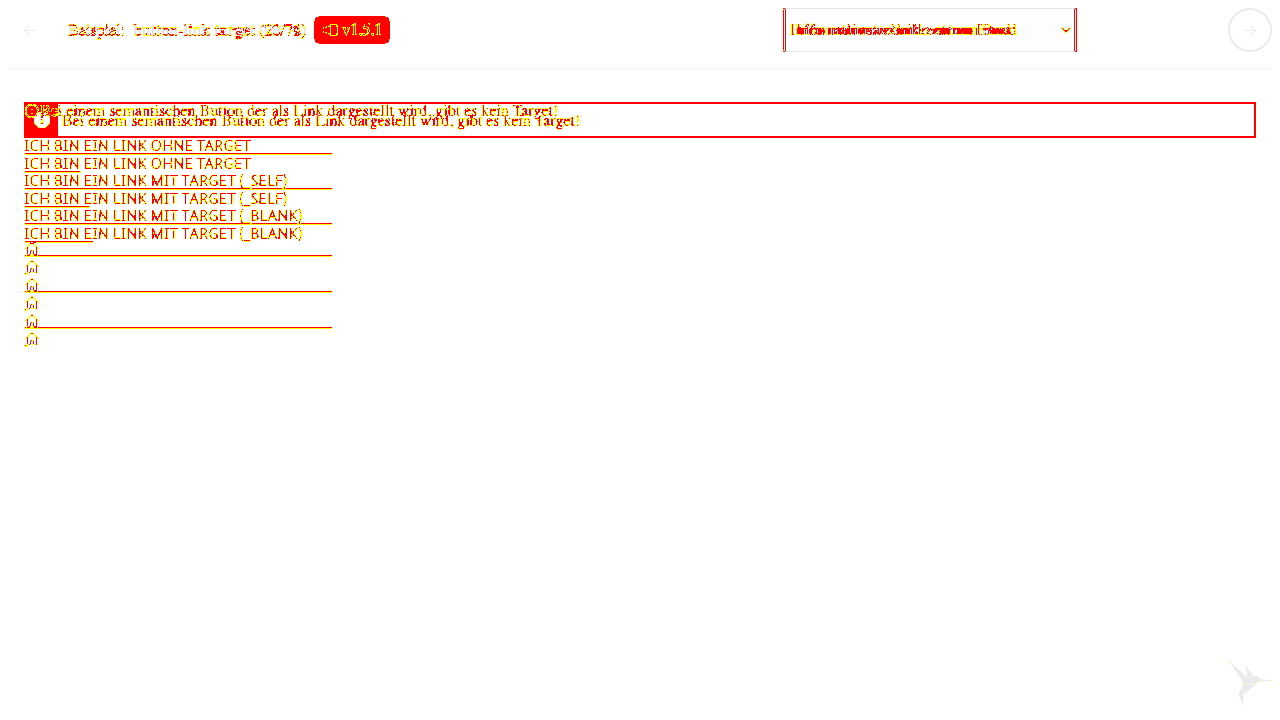 Beispiel: button-link target
v1.5.1
Bei einem semantischen Button der als Link dargestellt wird, gibt es kein Target!
Bei einem semantischen Button der als Link dargestellt wird, gibt es kein Target!
ICH BIN EIN LINK OHNE TARGET
ICH BIN EIN LINK OHNE TARGET
ICH BIN EIN LINK MIT TARGET (_SELF)
ICH BIN EIN LINK MIT TARGET (_SELF)
ICH BIN EIN LINK MIT TARGET (_BLANK)
ICH BIN EIN LINK MIT TARGET (_BLANK)